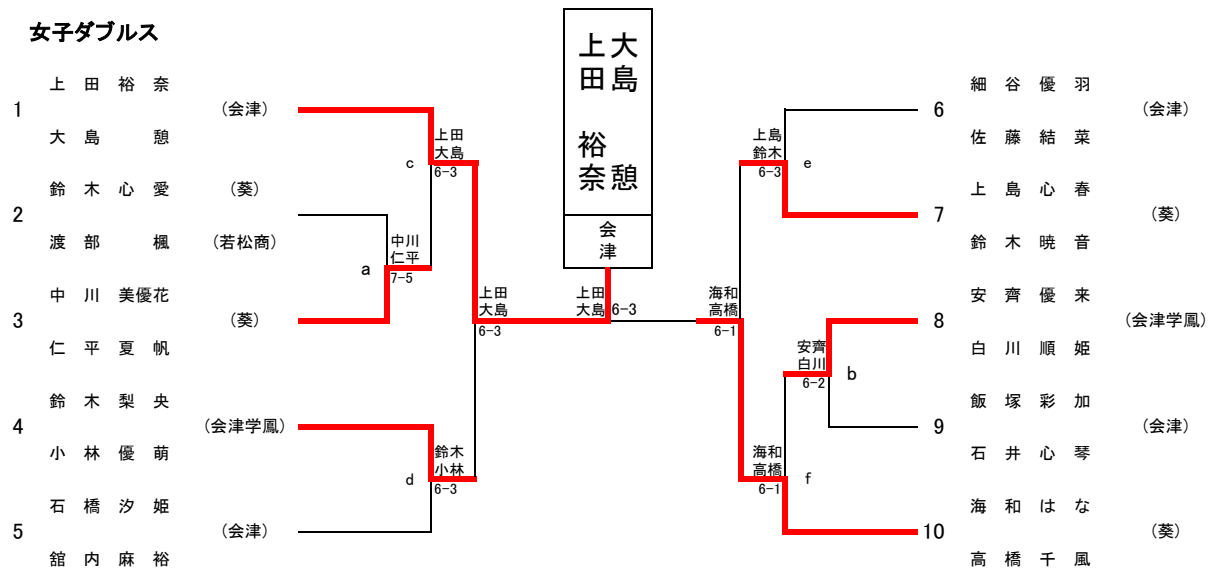 女子ダブルス
上田 裕奈
大島 憩
会津
上田裕奈
1 (会津)
大島 憩
鈴木心愛 (葵)
2
渡部 楓 (若松商)
中川 美優花
3 (葵)
仁平夏帆
鈴木梨央
4 (会津学鳳)
小林優萌
石橋汐姫
5 (会津)
舘内麻裕
上田
大島
6-3
c
中川
仁平
7-5
a
上田
大島
6-3
鈴木
小林
6-3
d
上田
大島
6-3
海和
高橋
6-1
上島
鈴木
6-3
e
安齊
白川
6-2
b
海和
高橋
6-1
f
細谷優羽
6 (会津)
佐藤結菜
上島心春
7 (葵)
鈴木暁音
安齊優来
8 (会津学鳳)
白川順姫
飯塚彩加
9 (会津)
石井心琴
海和はな
10 (葵)
高橋千風